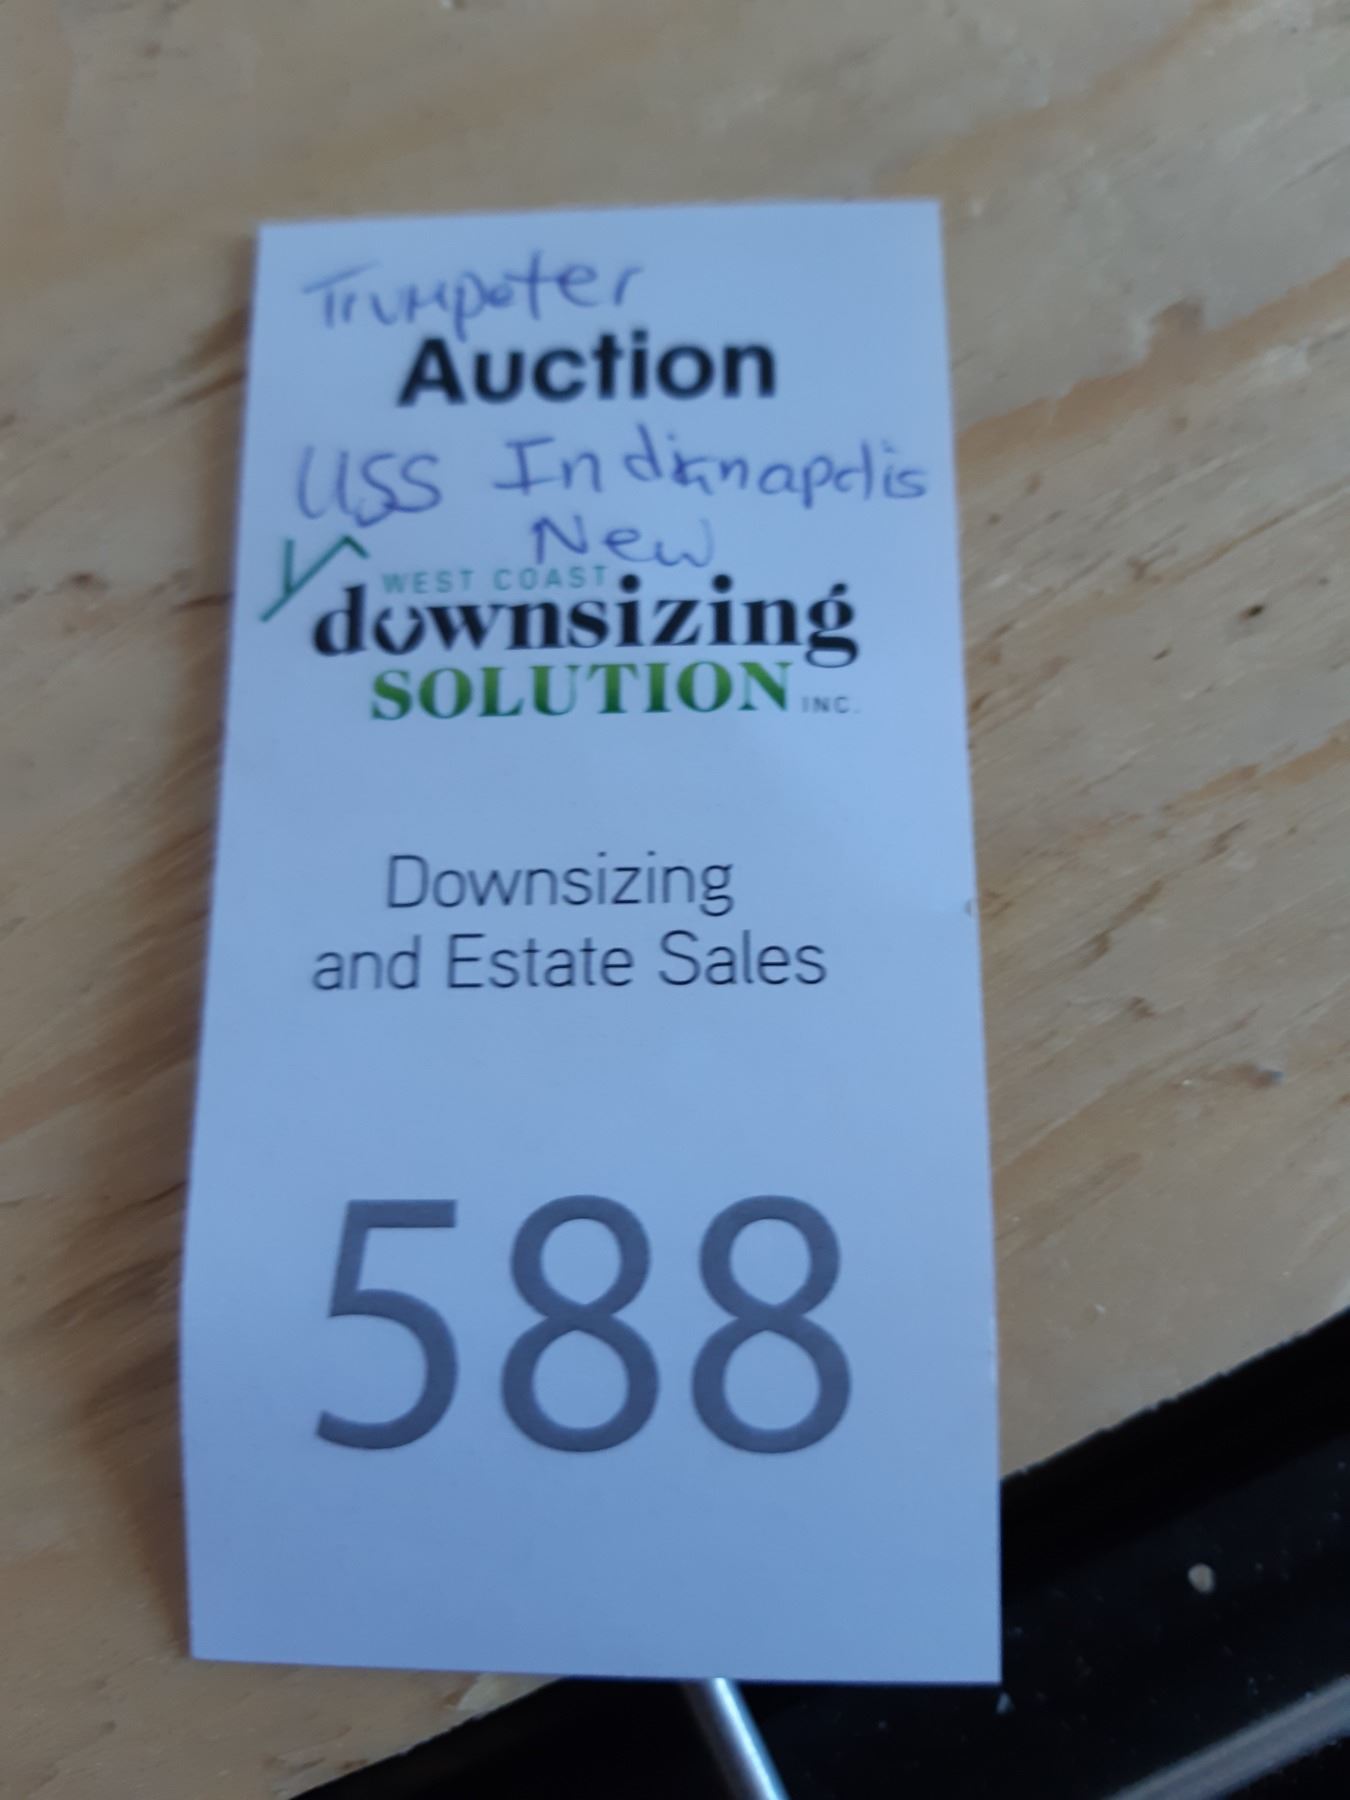 Trumpeter
Auction
USS Indianapolis
New
WEST COAST
downsizing
SOLUTION INC.
Downsizing
and Estate Sales
588